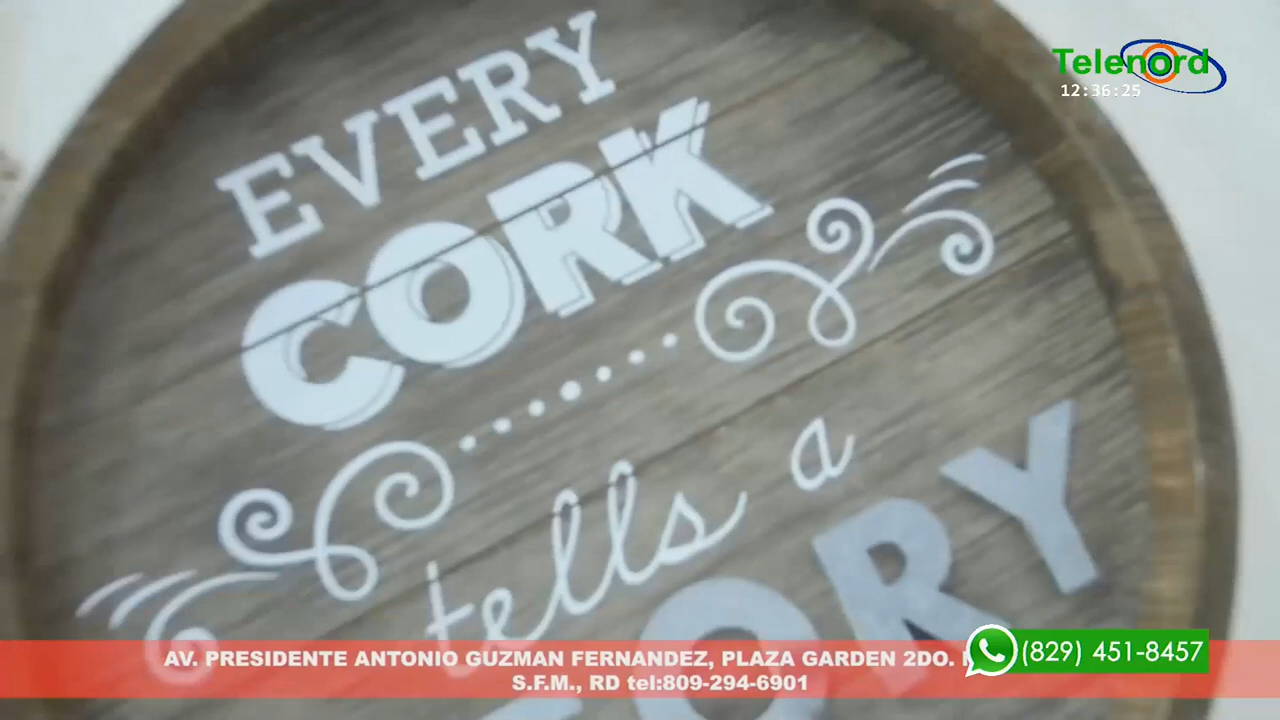 Telenord
12:36:25
EVERY
CORK
tells a
ORY
AV. PRESIDENTE ANTONIO GUZMAN FERNANDEZ, PLAZA GARDEN 2DO.
(829) 451-8457
S.F.M., RD tel:809-294-6901